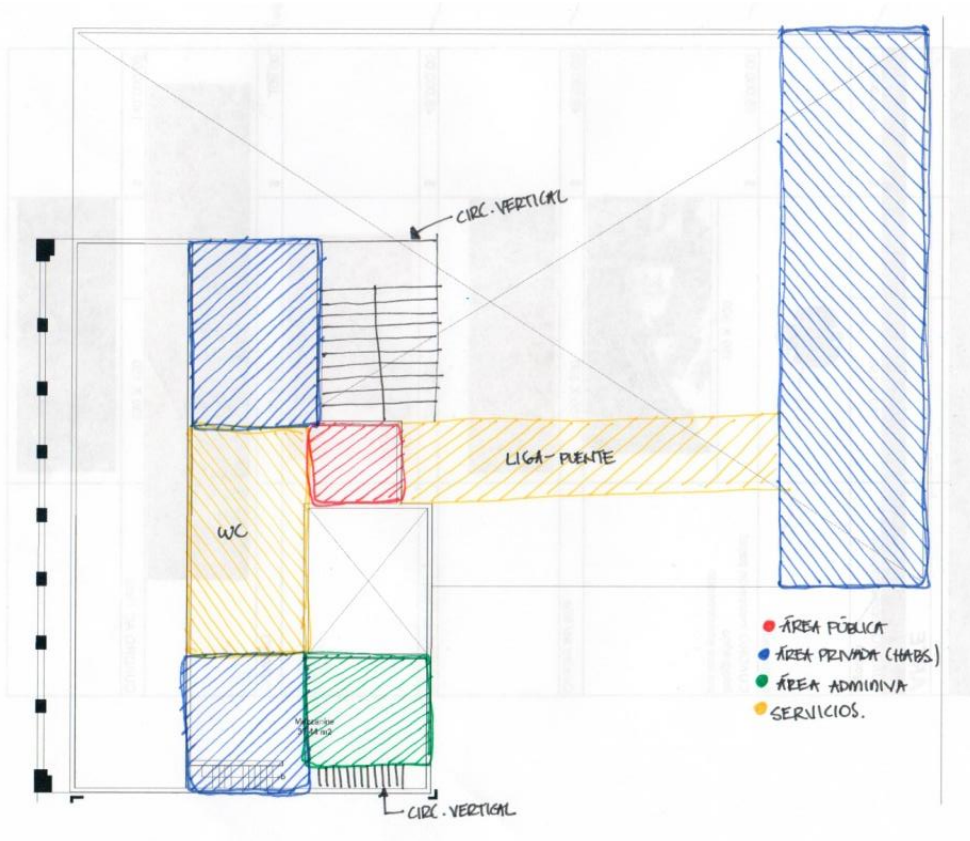 CIRC. VERTICAL
LIGA-PUENTE
WC
ÁREA PÚBLICA
ÁREA PRIVADA (HABS.)
ÁREA ADMINIVA
SERVICIOS.
CIRC. VERTICAL